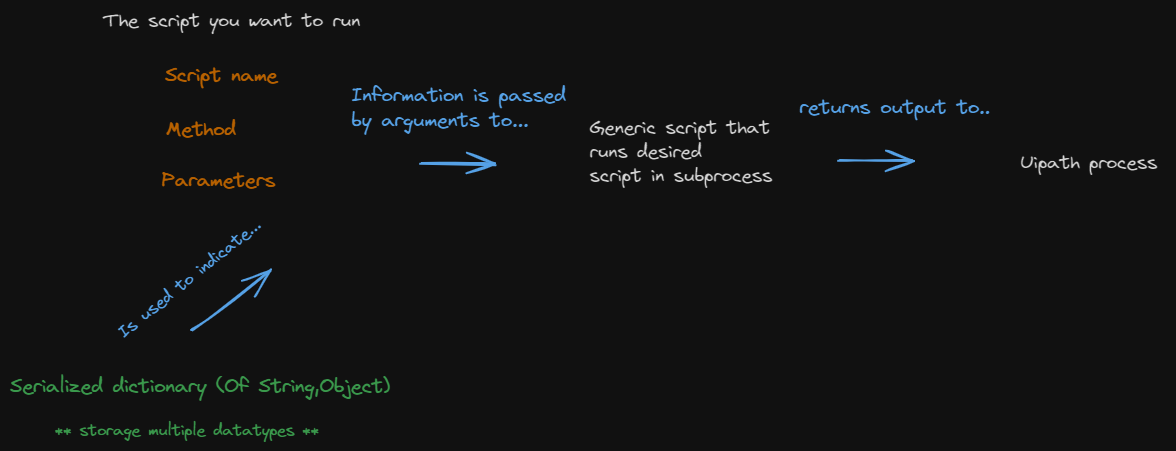 The script you want to run
Script name
Method
Parameters
Information is passed
by arguments to...
Generic script that
runs desired
script in subprocess
returns output to..
Uipath process
Is used to indicate...
Serialized dictionary (Of String,Object)
** storage multiple datatypes **